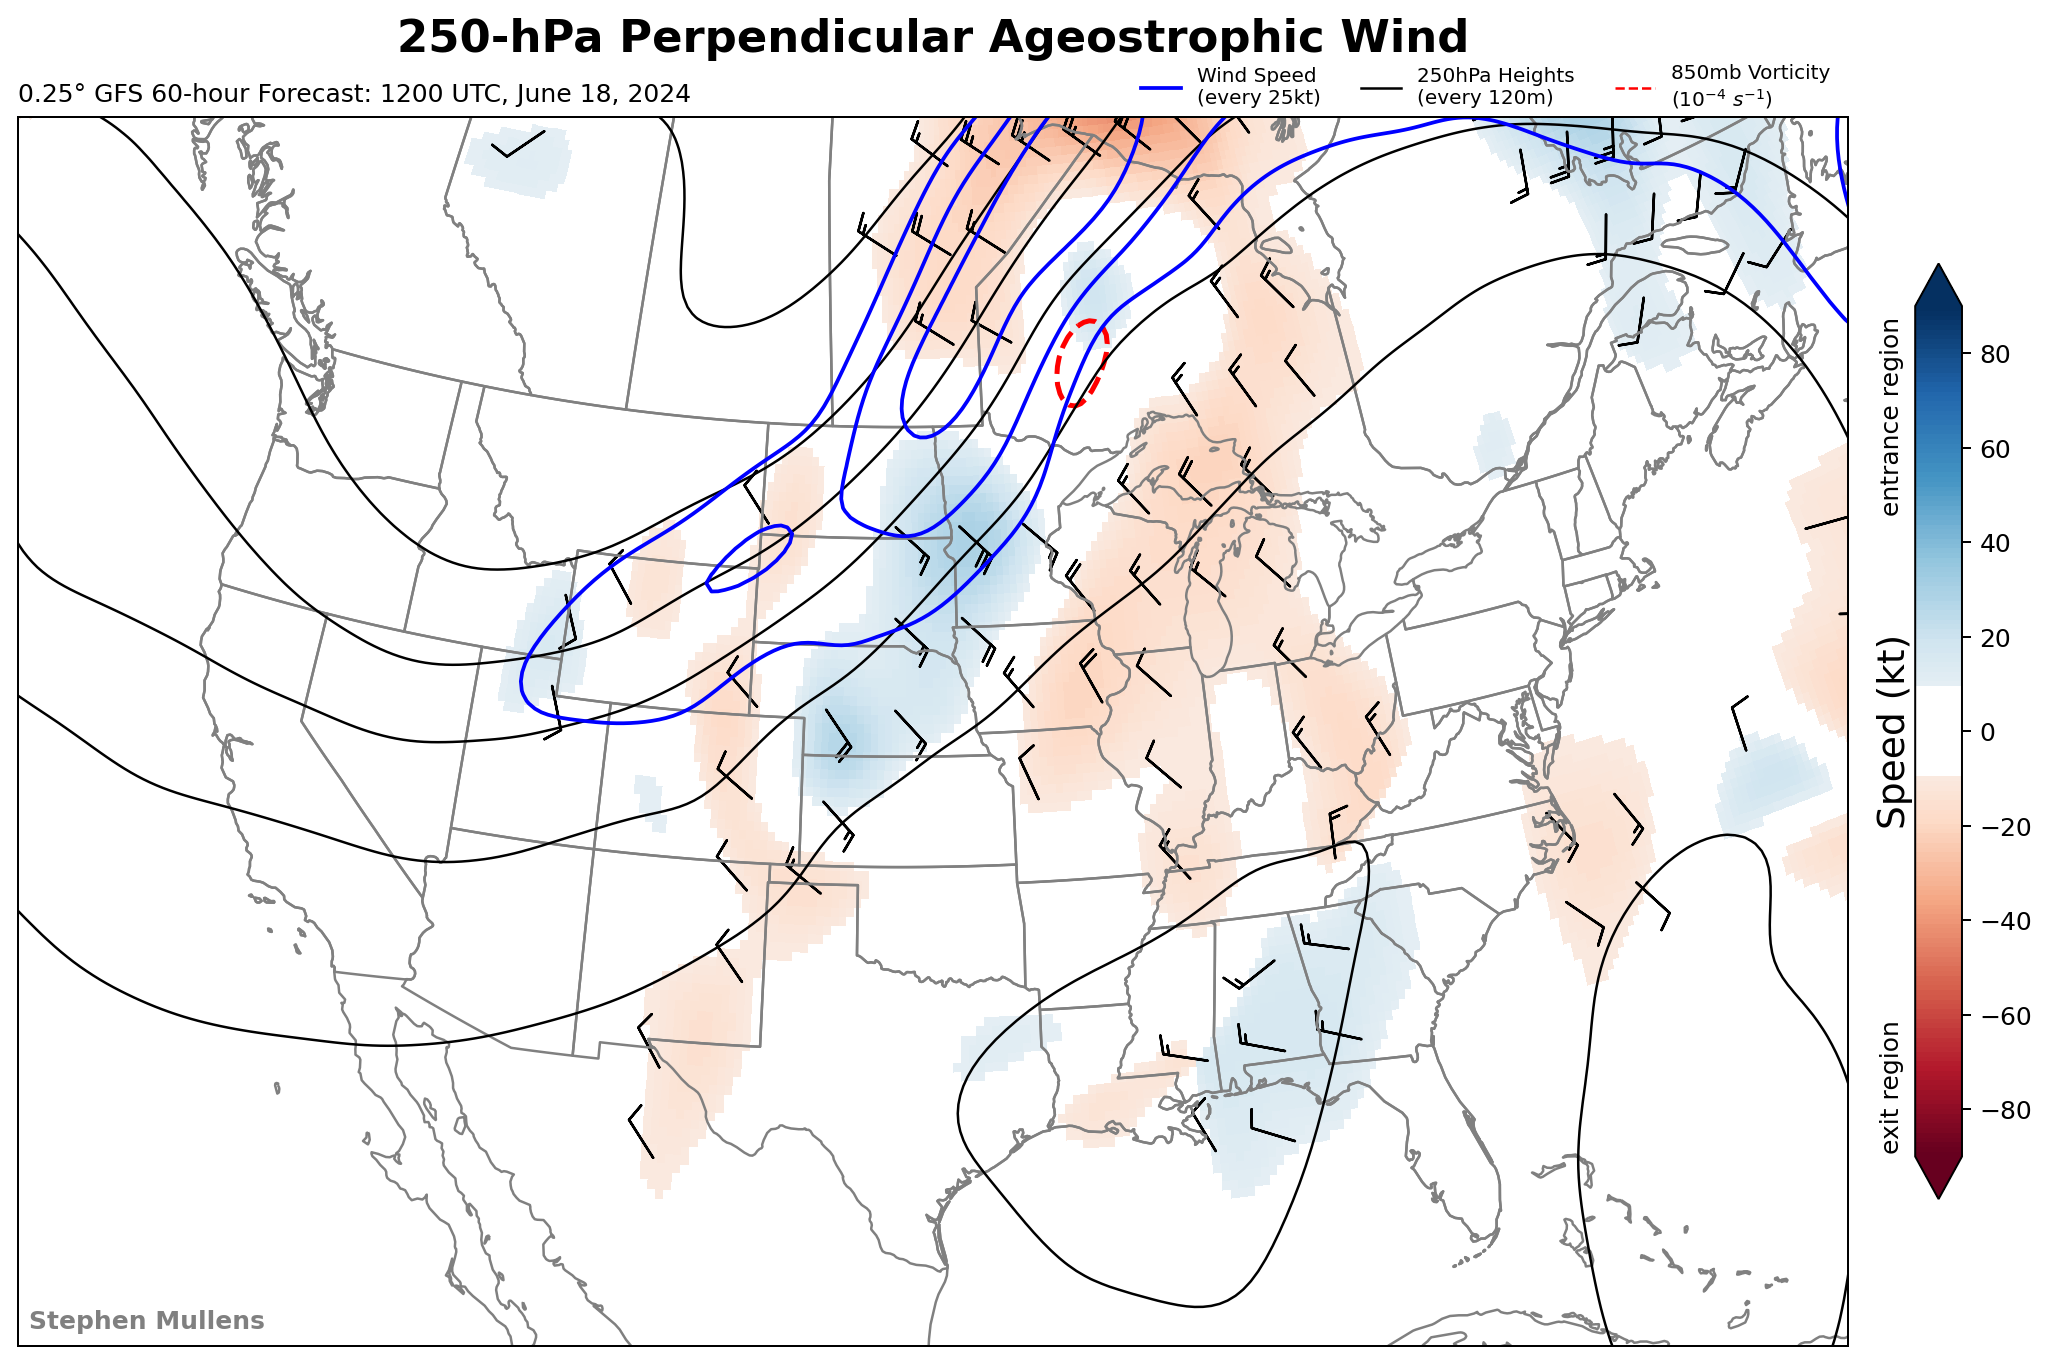 250-hPa Perpendicular Ageostrophic Wind
0.25° GFS 60-hour Forecast: 1200 UTC, June 18, 2024
Wind Speed
(every 25kt)
250hPa Heights
(every 120m)
850mb Vorticity
(10⁻⁴ s⁻¹)
entrance region
Speed (kt)
exit region
80
60
40
20
0
−20
−40
−60
−80
Stephen Mullens